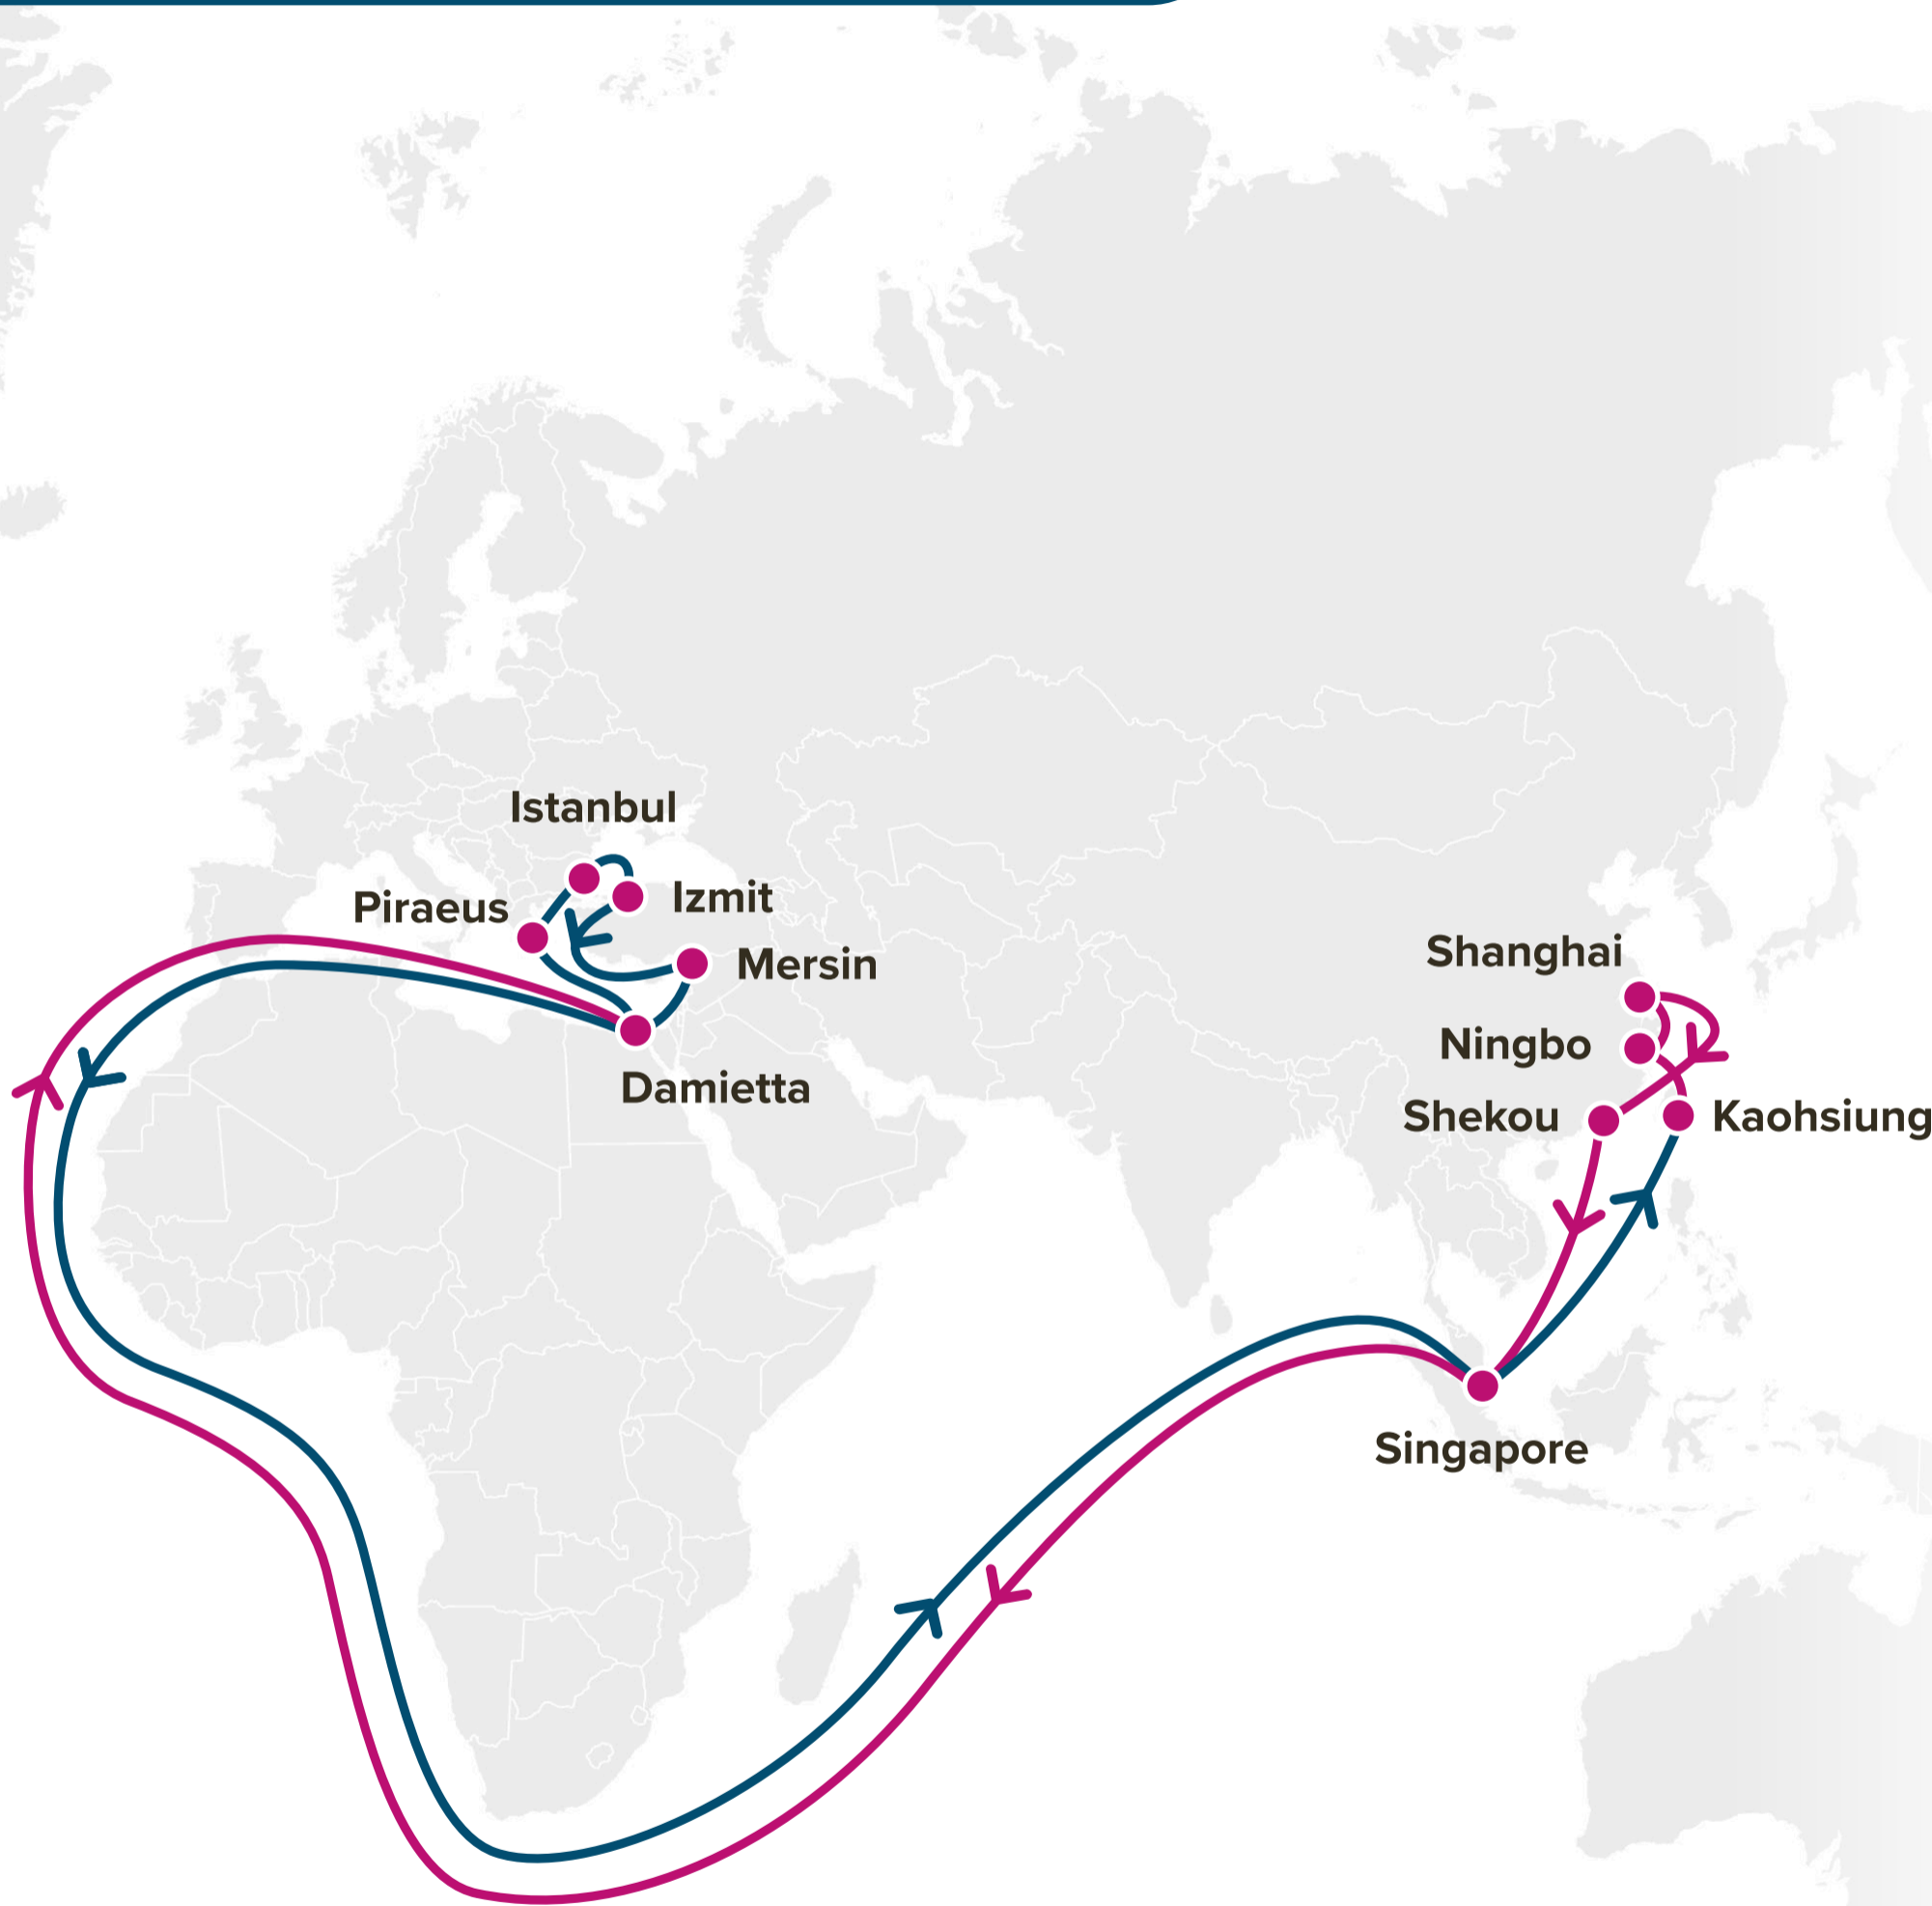 Istanbul
Izmit
Piraeus
Mersin
Shanghai
Ningbo
Damietta
Shekou
Kaohsiung
Singapore